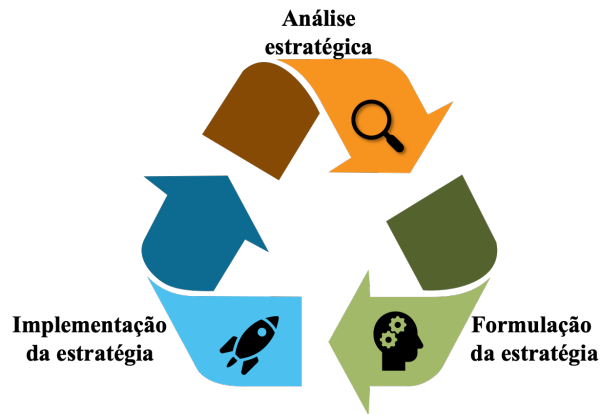 Análise
estratégica
Implementação
da estratégia
Formulação
da estratégia